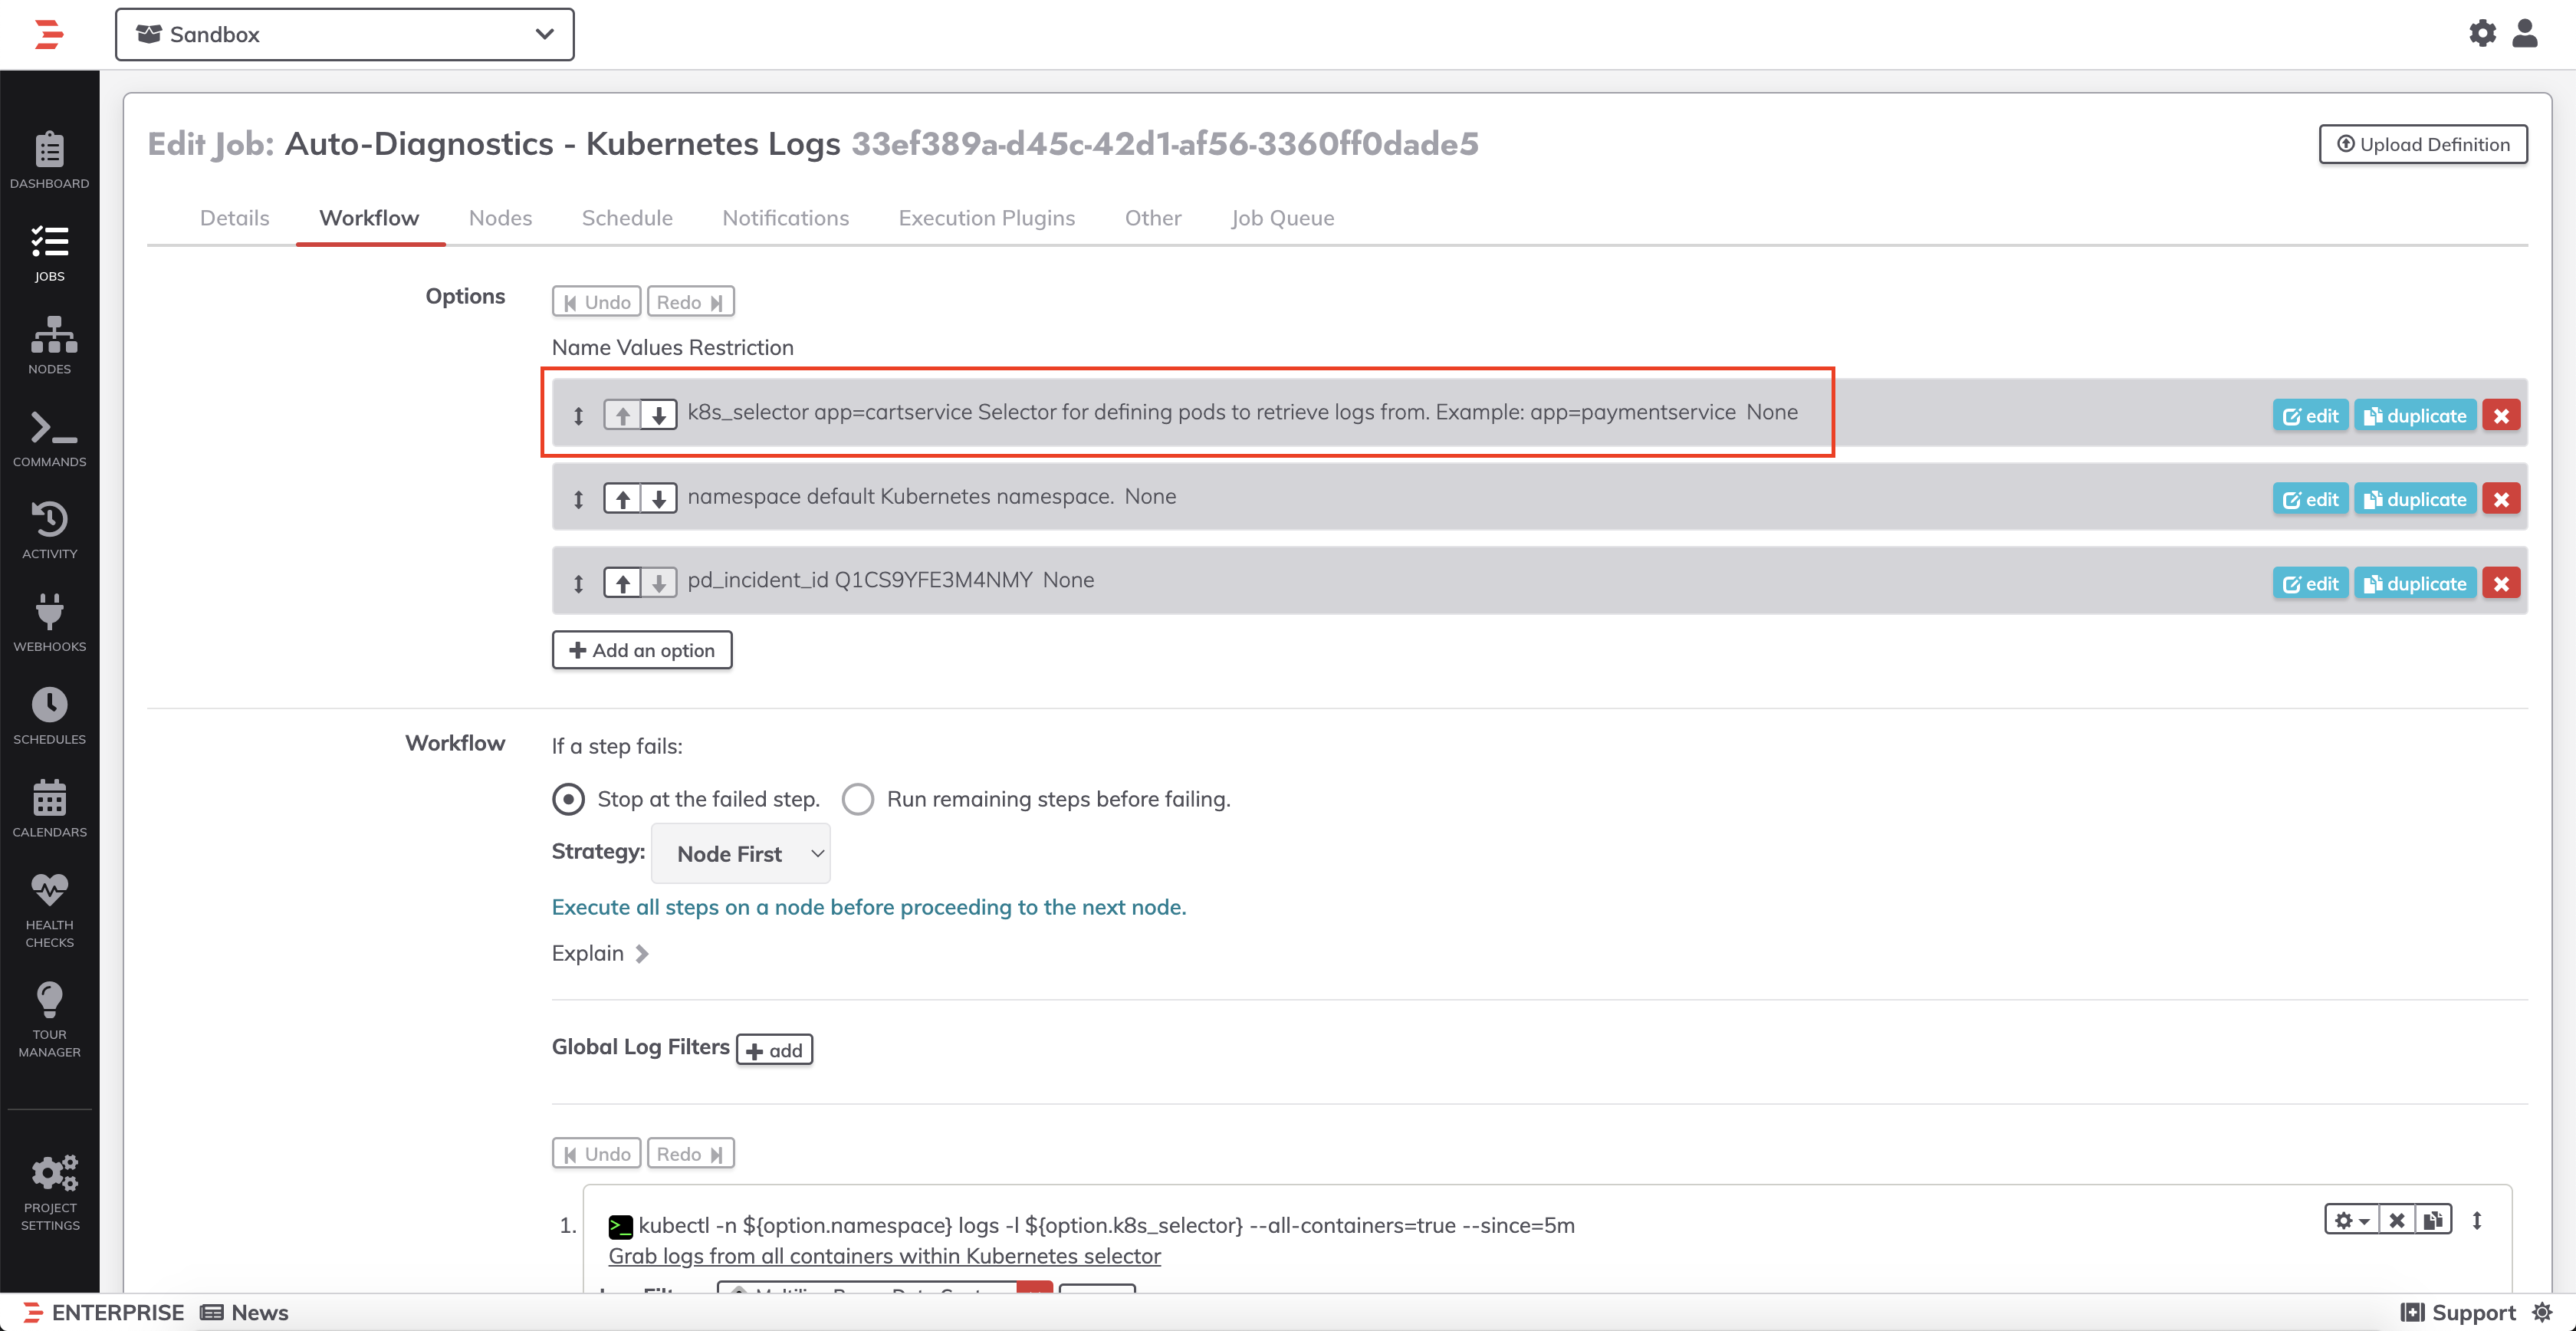 Sandbox
Edit Job: Auto-Diagnostics - Kubernetes Logs 33ef389a-d45c-42d1-af56-3360ff0dade5
Upload Definition
DASHBOARD
JOBS
NODES
COMMANDS
ACTIVITY
WEBHOOKS
SCHEDULES
CALENDARS
HEALTH
CHECKS
TOUR
MANAGER
PROJECT
SETTINGS
Details Workflow Nodes Schedule Notifications Execution Plugins Other Job Queue
Options
Undo Redo
Name Values Restriction
k8s_selector app=cartservice Selector for defining pods to retrieve logs from. Example: app=paymentservice None
edit duplicate
namespace default Kubernetes namespace. None
edit duplicate
pd_incident_id Q1CS9YFE3M4NMY None
edit duplicate
Add an option
Workflow
If a step fails:
Stop at the failed step. Run remaining steps before failing.
Strategy: Node First
Execute all steps on a node before proceeding to the next node.
Explain
Global Log Filters add
Undo Redo
1. kubectl -n ${option.namespace} logs -l ${option.k8s_selector} --all-containers=true --since=5m
Grab logs from all containers within Kubernetes selector
ENTERPRISE News
Support